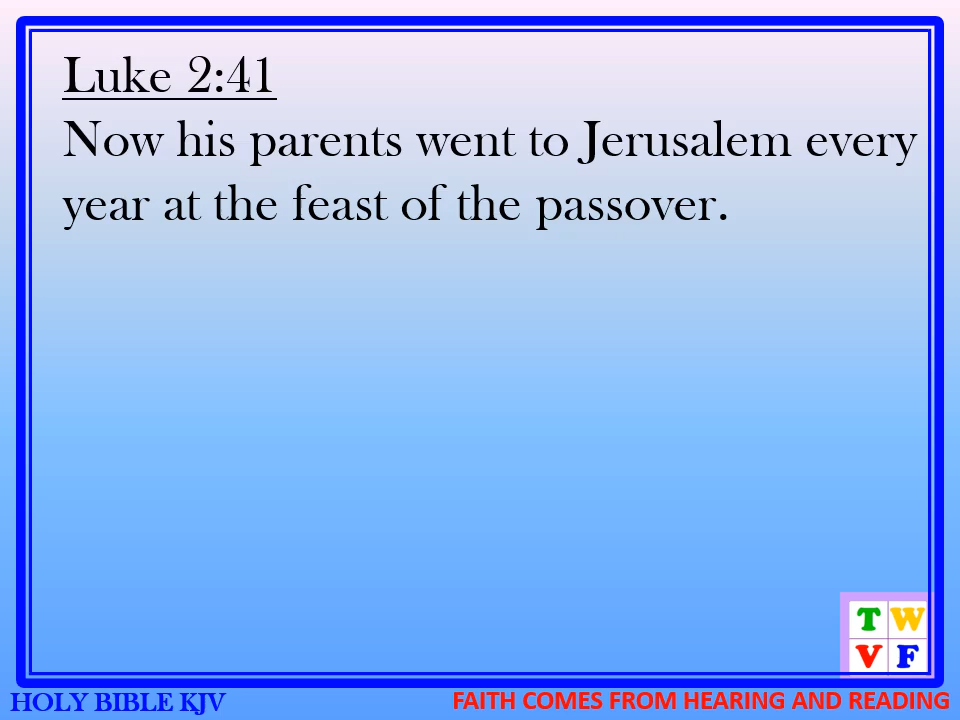 Luke 2:41
Now his parents went to Jerusalem every
year at the feast of the passover.
T W
V F
HOLY BIBLE KJV
FAITH COMES FROM HEARING AND READING